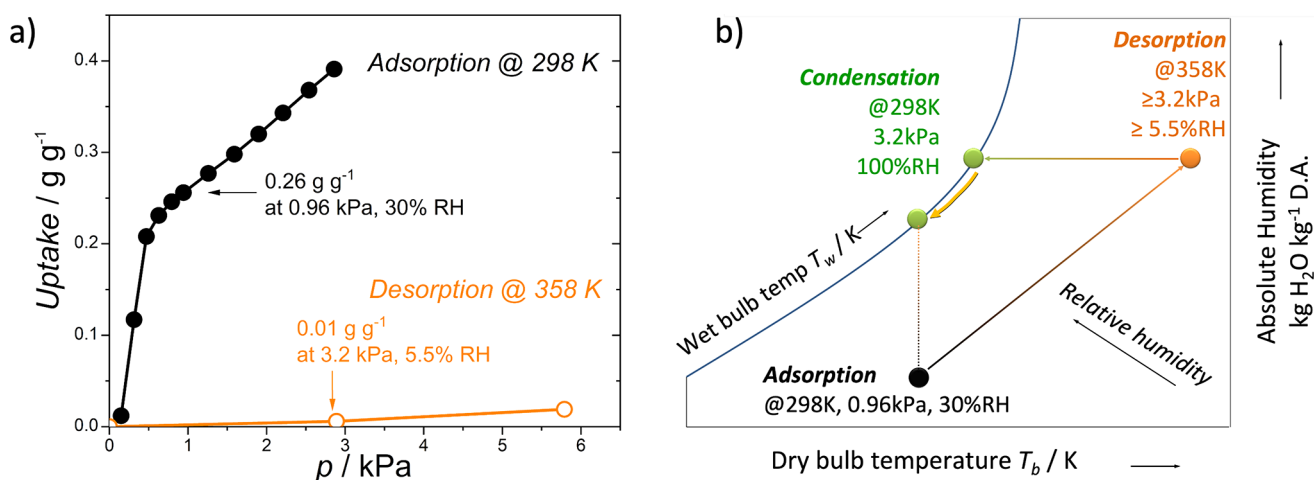 a)
Uptake / g g⁻¹
0.4
0.3
0.2
0.1
0.0
0
1
2
3
4
5
6
p / kPa
Adsorption @ 298 K
0.26 g g⁻¹
at 0.96 kPa, 30% RH
Desorption @ 358 K
0.01 g g⁻¹
at 3.2 kPa, 5.5% RH
b)
Condensation
@298K
3.2kPa
100%RH
Desorption
@358K
≥3.2kPa
≥ 5.5%RH
Wet bulb temp T_w / K
Relative humidity
Adsorption
@298K, 0.96kPa, 30%RH
Dry bulb temperature T_b / K
Absolute Humidity
kg H₂O kg⁻¹ D.A.